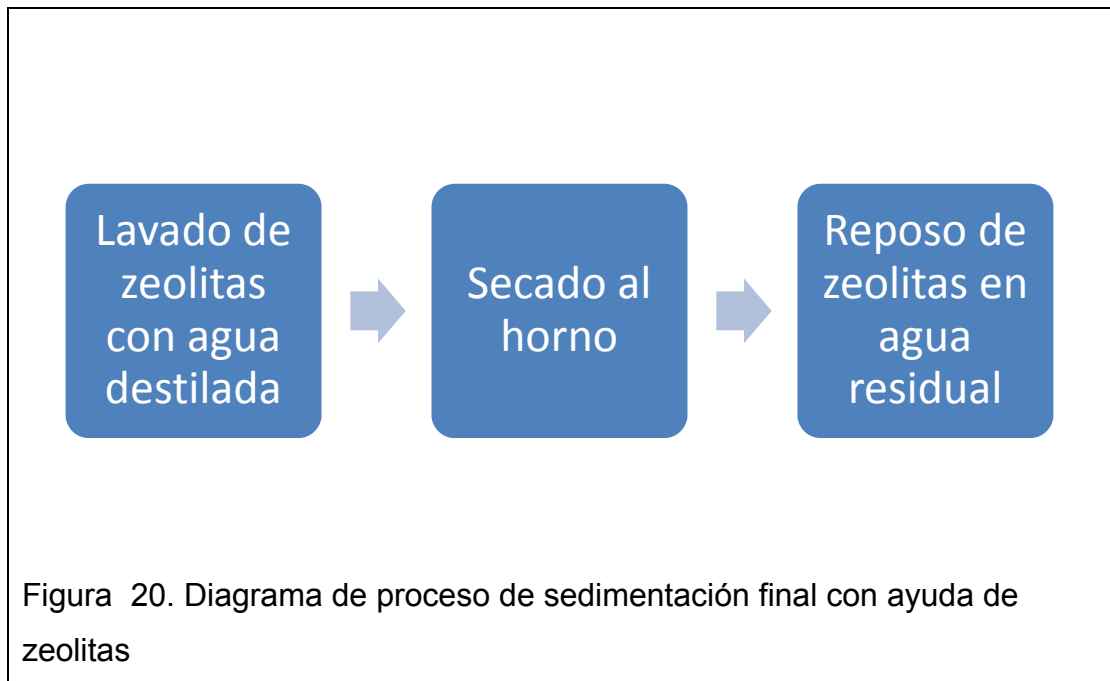 Lavado de
zeolitas
con agua
destilada
Secado al
horno
Reposo de
zeolitas en
agua
residual
Figura  20. Diagrama de proceso de sedimentación final con ayuda de
zeolitas